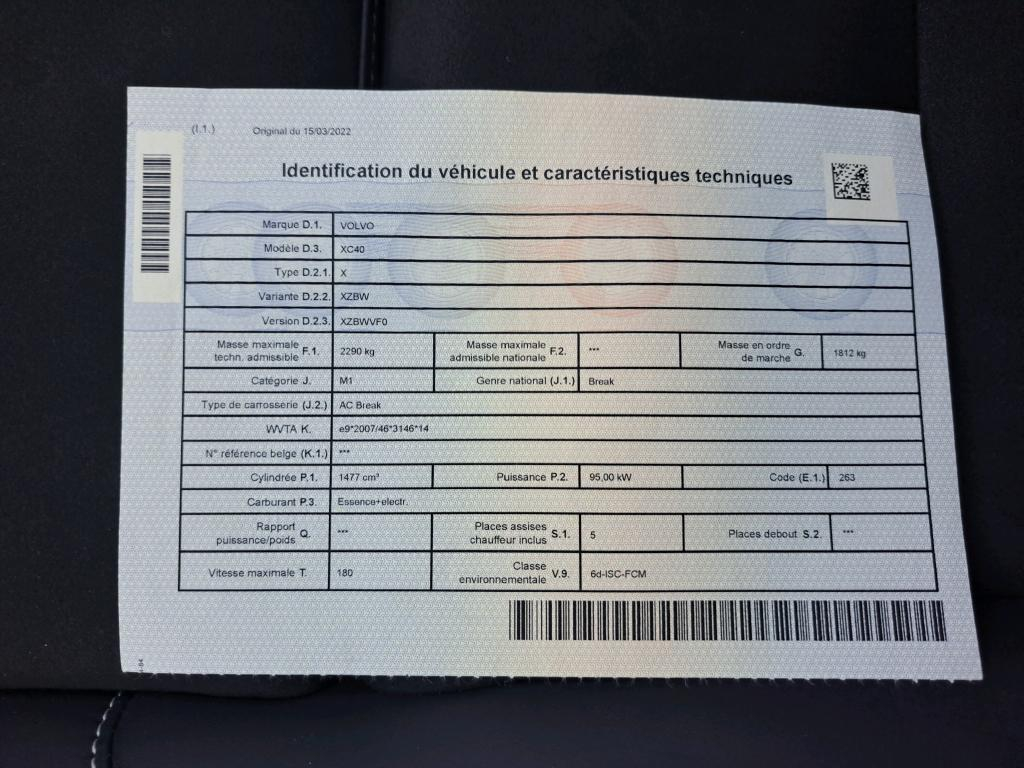 (I.1.) Original du 15/03/2022
Identification du véhicule et caractéristiques techniques
Marque D.1. VOLVO
Modèle D.3. XC40
Type D.2.1. X
Variante D.2.2. XZBW
Version D.2.3. XZBWVF0
Masse maximale techn. admissible F.1. 2290 kg Masse maximale admissible nationale F.2. *** Masse en ordre de marche G. 1812 kg
Catégorie J. M1 Genre national (J.1.) Break
Type de carrosserie (J.2.) AC Break
WVTA K. e9*2007/46*3146*14
N° référence belge (K.1.) ***
Cylindrée P.1. 1477 cm³ Puissance P.2. 95,00 kW Code (E.1.) 263
Carburant P.3. Essence+electr.
Rapport puissance/poids Q. *** Places assises chauffeur inclus S.1. 5 Places debout S.2. ***
Vitesse maximale T. 180 Classe environnementale V.9. 6d-ISC-FCM